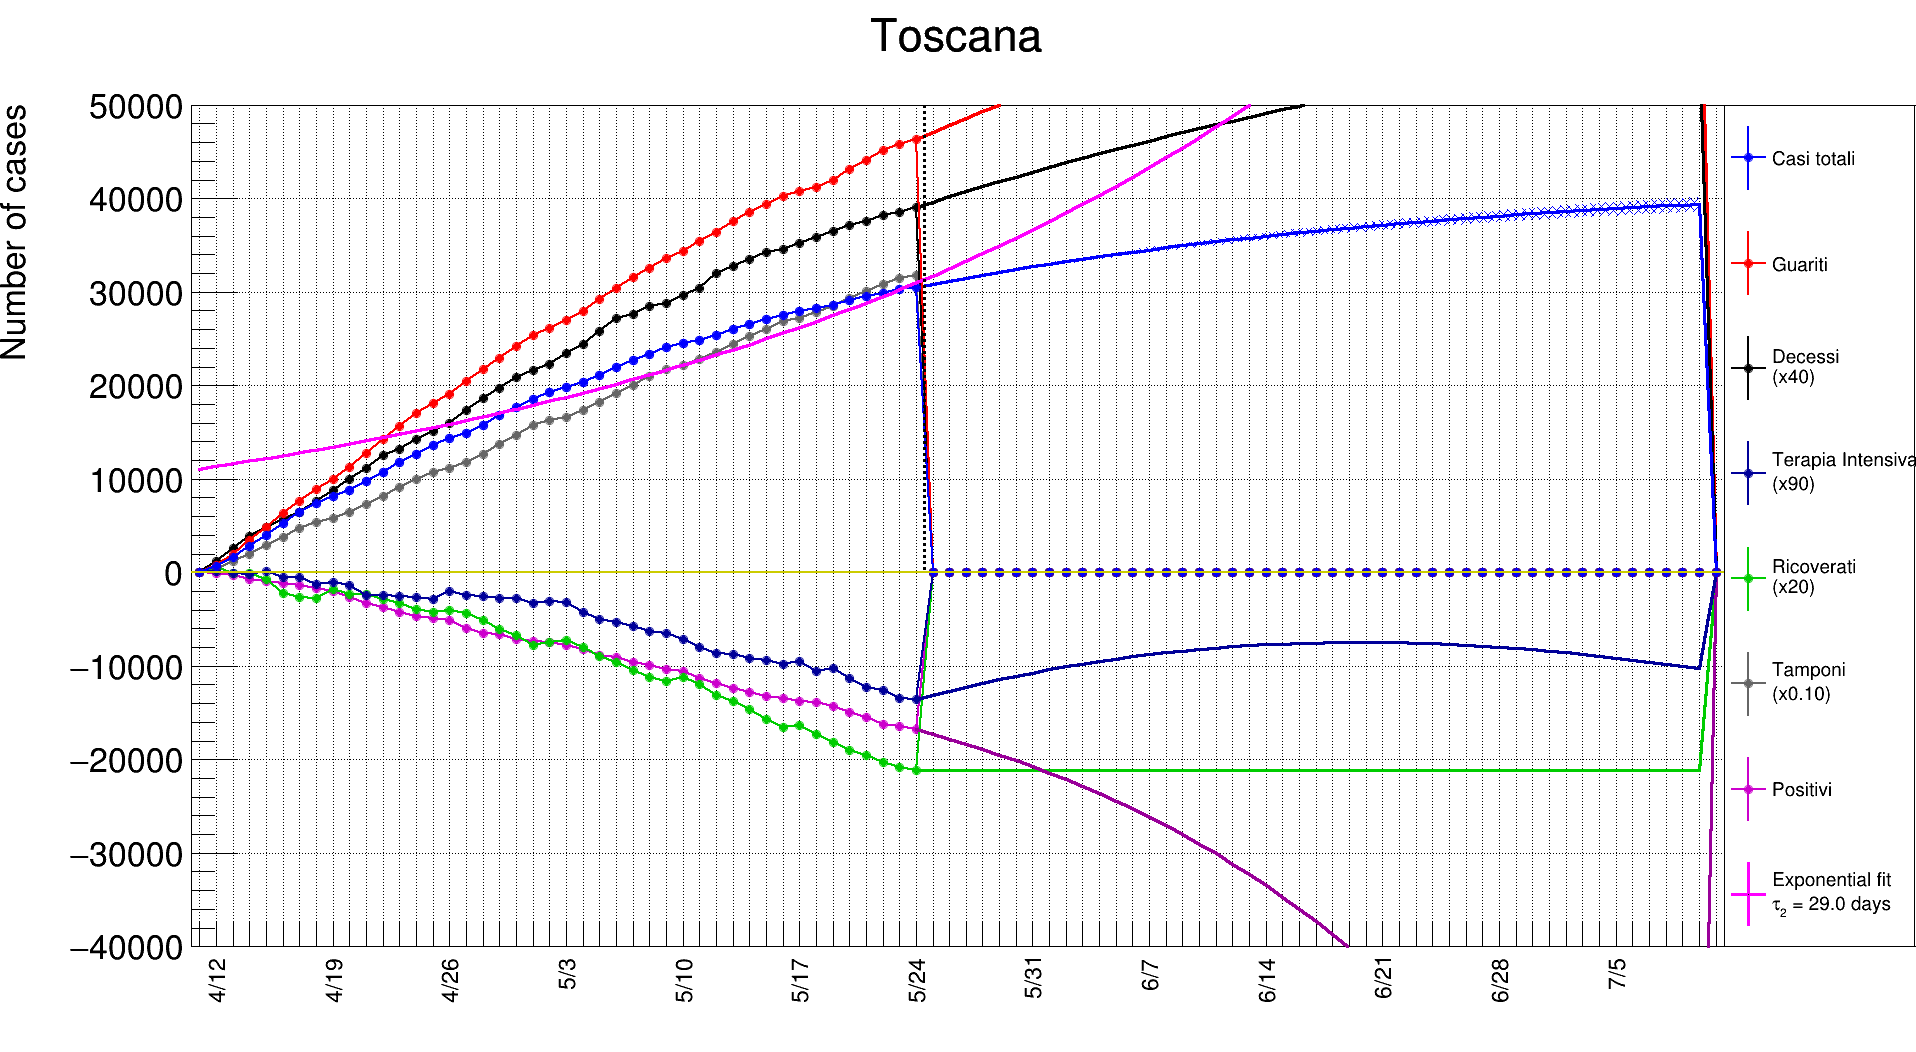 Toscana
Number of cases
50000
40000
30000
20000
10000
0
−10000
−20000
−30000
−40000
4/12
4/19
4/26
5/3
5/10
5/17
5/24
5/31
6/7
6/14
6/21
6/28
7/5
Casi totali
Guariti
Decessi
(x40)
Terapia Intensiva
(x90)
Ricoverati
(x20)
Tamponi
(x0.10)
Positivi
Exponential fit
τ2 = 29.0 days